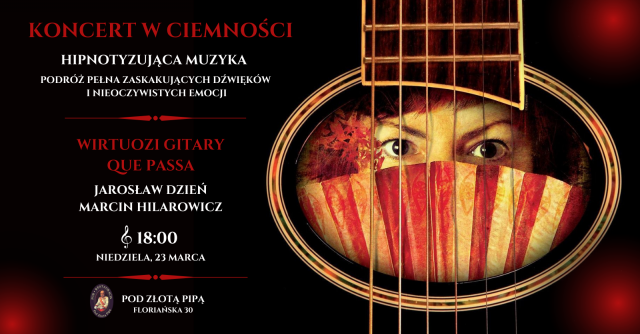 KONCERT W CIEMNOŚCI
HIPNOTYZUJĄCA MUZYKA
PODRÓŻ PEŁNA ZASKAKUJĄCYCH DŹWIĘKÓW
I NIEOCZYWISTYCH EMOCJI
WIRTUOZI GITARY
QUE PASSA
JAROSŁAW DZIEŃ
MARCIN HILAROWICZ
18:00
NIEDZIELA, 23 MARCA
POD ZŁOTĄ PIPĄ
FLORIAŃSKA 30